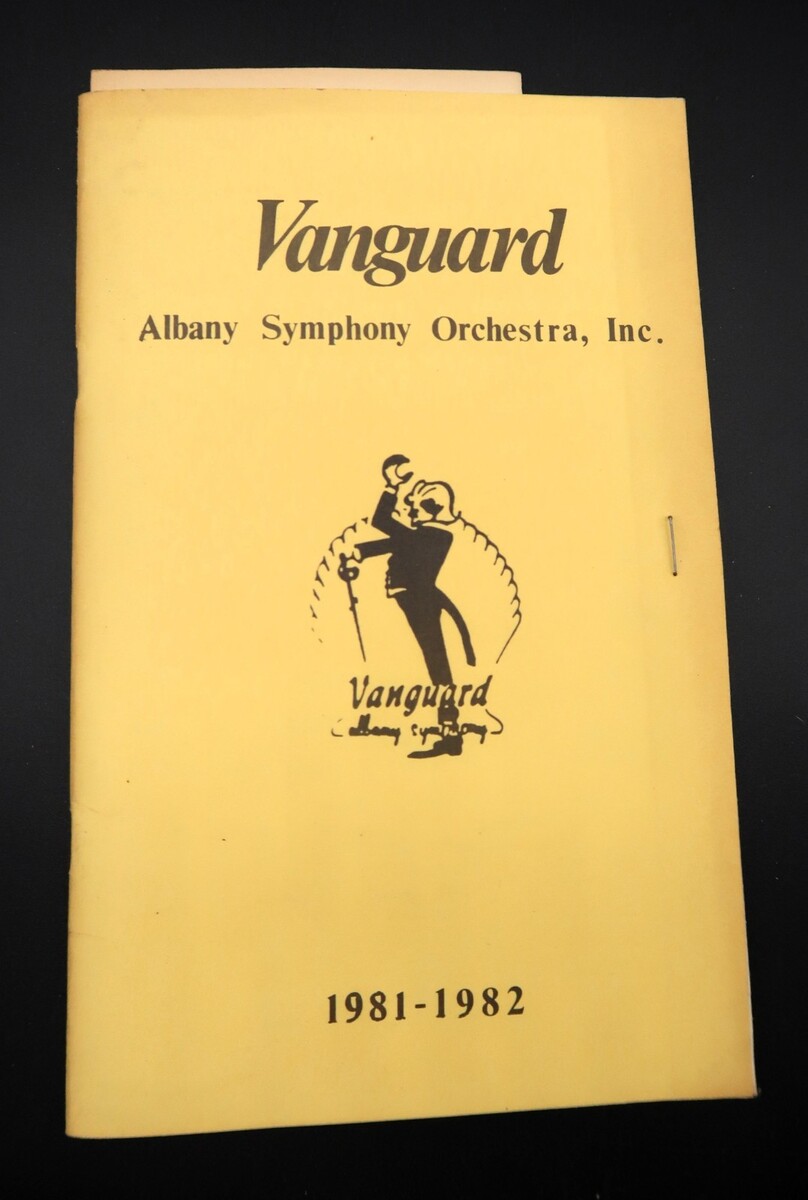 Vanguard
Albany Symphony Orchestra, Inc.
Vanguard
albany symphony
1981-1982